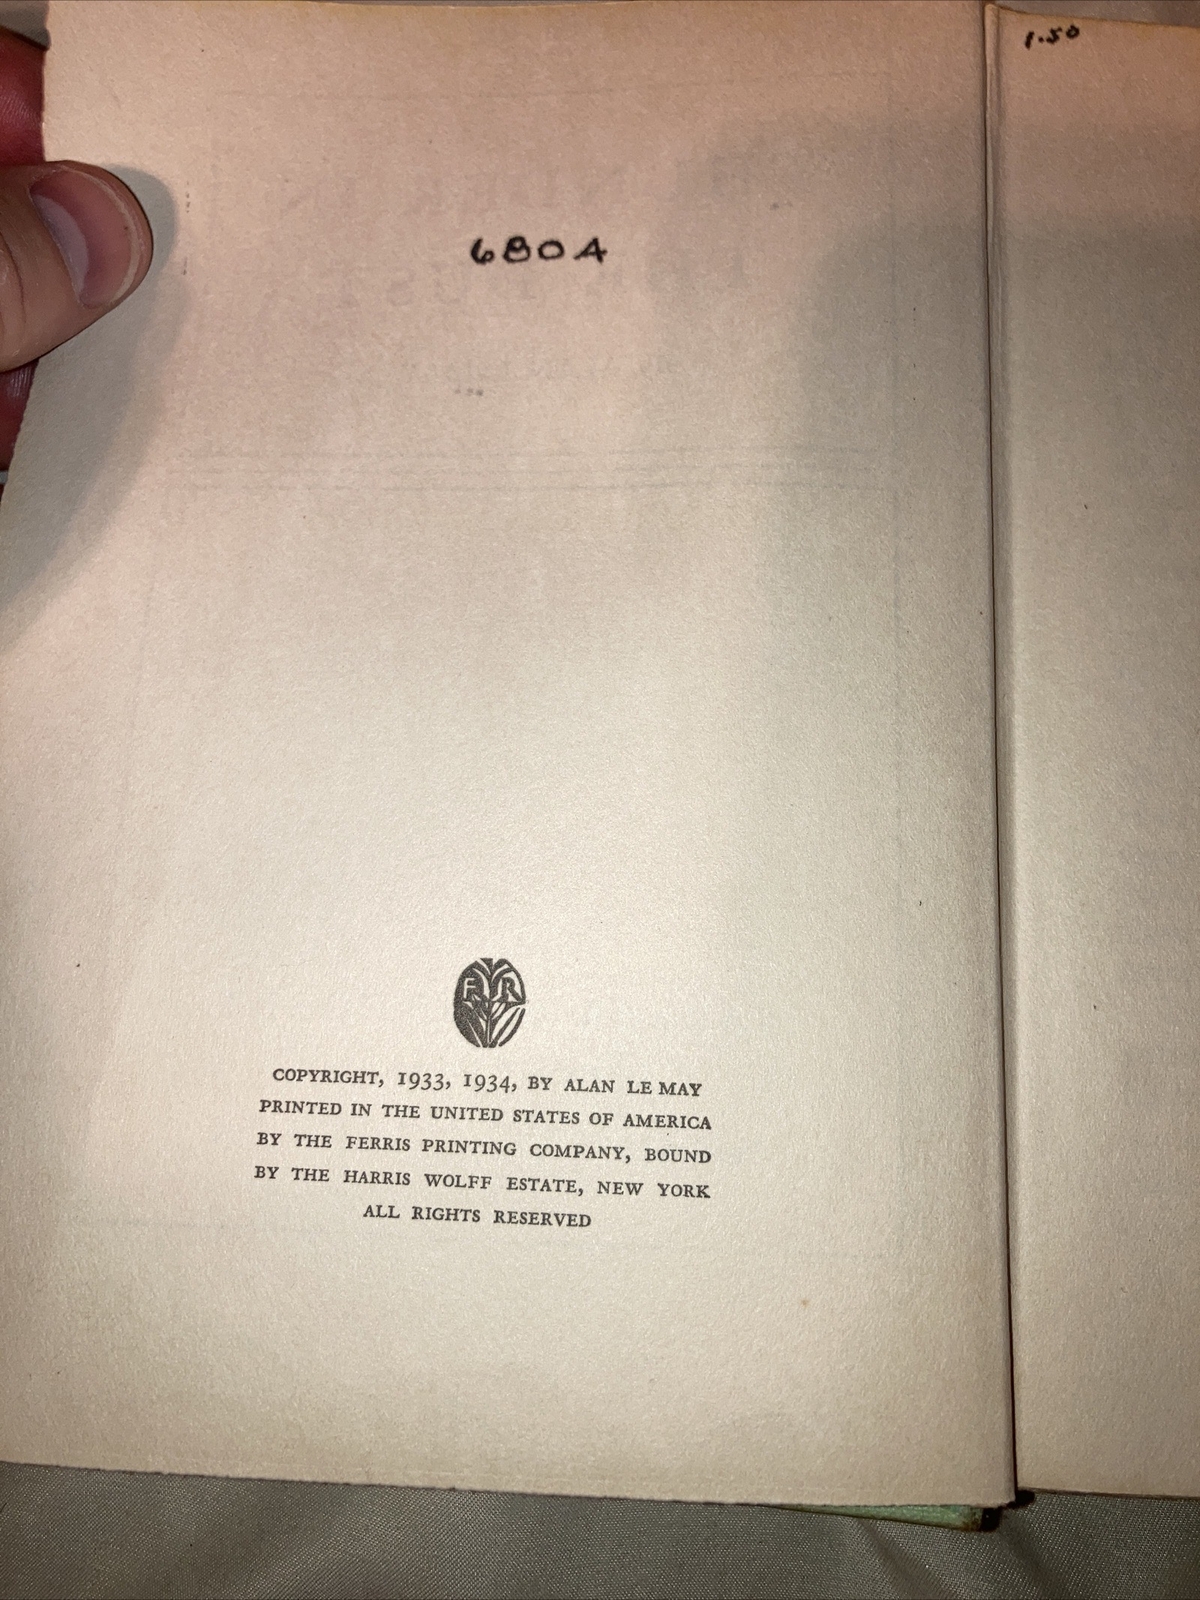 1.50
680A
F R
COPYRIGHT, 1933, 1934, BY ALAN LE MAY
PRINTED IN THE UNITED STATES OF AMERICA
BY THE FERRIS PRINTING COMPANY, BOUND
BY THE HARRIS WOLFF ESTATE, NEW YORK
ALL RIGHTS RESERVED